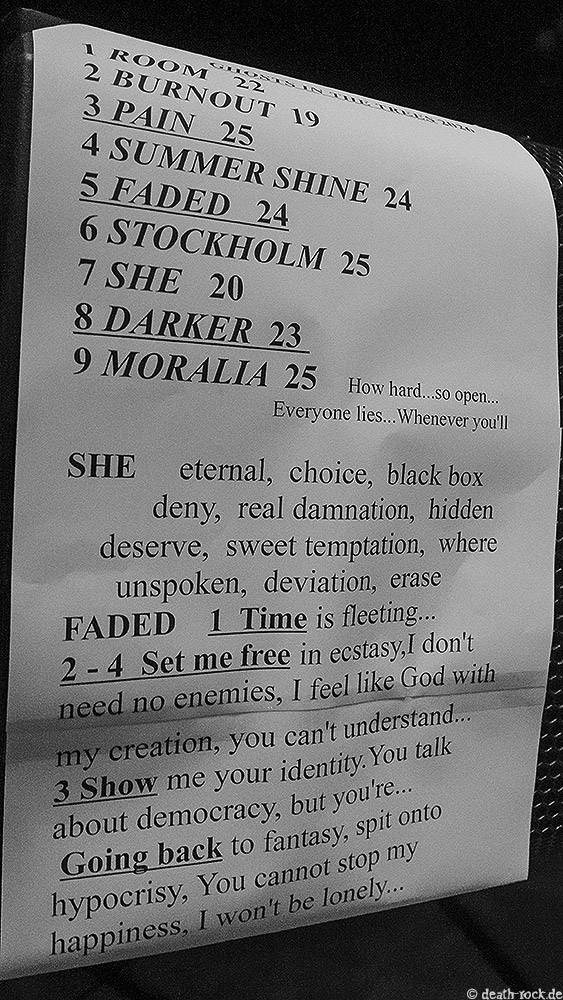 GHOSTS IN THE TREES 2026
1 ROOM 22
2 BURNOUT 19
3 PAIN 25
4 SUMMER SHINE 24
5 FADED 24
6 STOCKHOLM 25
7 SHE 20
8 DARKER 23
9 MORALIA 25
How hard...so open...
Everyone lies...Whenever you'll
SHE eternal, choice, black box
deny, real damnation, hidden
deserve, sweet temptation, where
unspoken, deviation, erase
FADED 1 Time is fleeting...
2 - 4 Set me free in ecstasy,I don't
need no enemies, I feel like God with
my creation, you can't understand...
3 Show me your identity.You talk
about democracy, but you're...
Going back to fantasy, spit onto
hypocrisy, You cannot stop my
happiness, I won't be lonely...
© death-rock.de